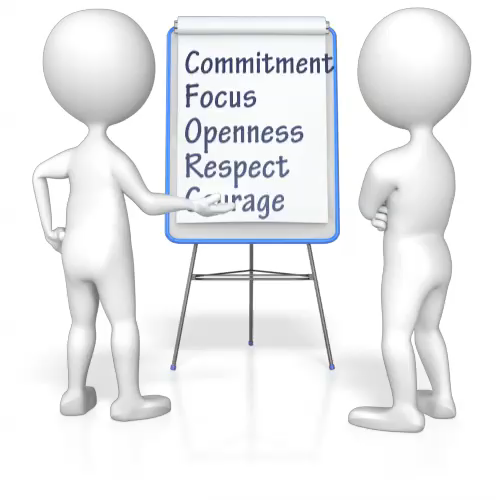 Commitment
Focus
Openness
Respect
Courage